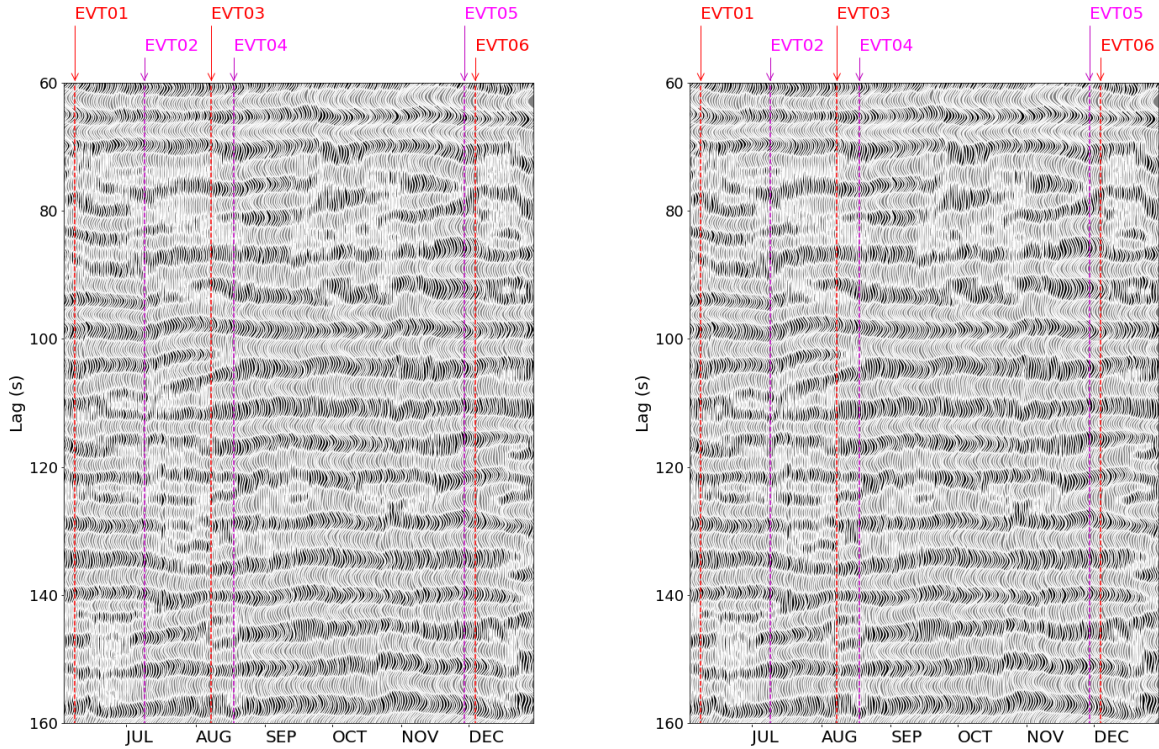 EVT01 EVT03 EVT05 EVT01 EVT03 EVT05
EVT02 EVT04 EVT06 EVT02 EVT04 EVT06
60 60
80 80
100 100
Lag (s) Lag (s)
120 120
140 140
160 160
JUL AUG SEP OCT NOV DEC JUL AUG SEP OCT NOV DEC